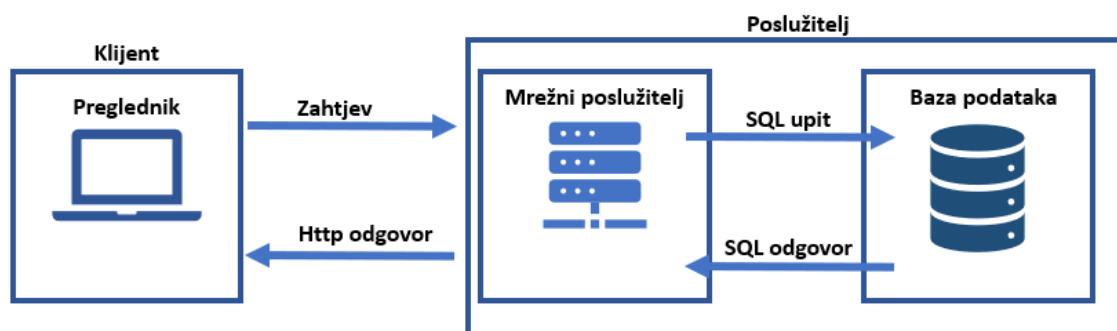 Poslužitelj
Klijent
Preglednik
Zahtjev
Http odgovor
Mrežni poslužitelj
SQL upit
SQL odgovor
Baza podataka